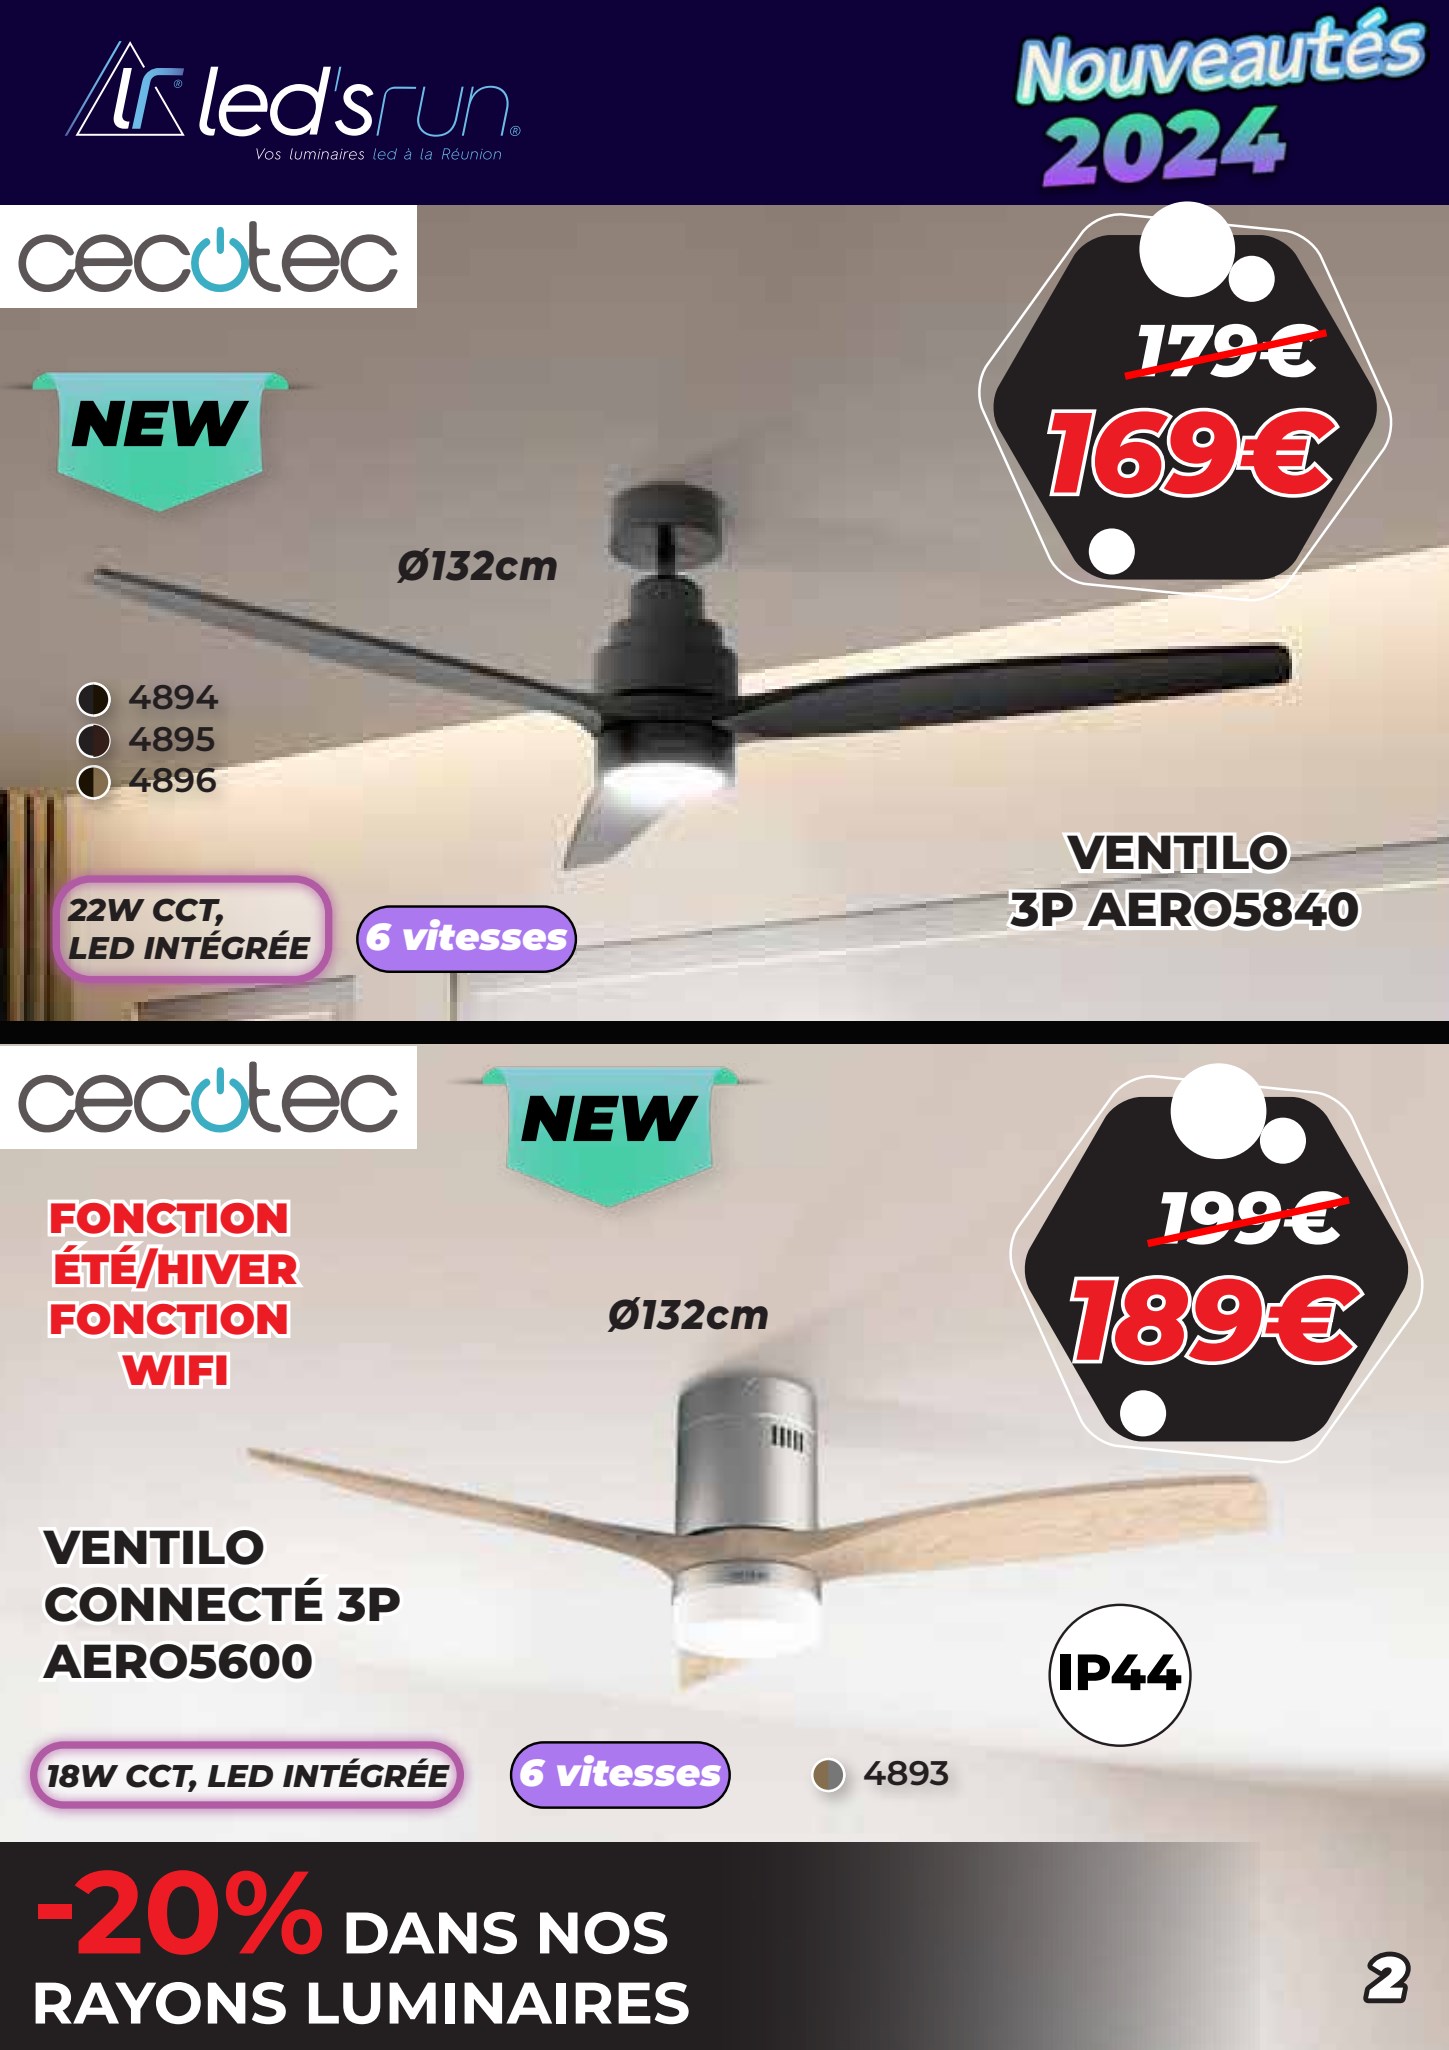 lr® led'srun®
Vos luminaires led à la Réunion
Nouveautés
2024
cecotec
179€
169€
NEW
Ø132cm
4894
4895
4896
VENTILO
3P AERO5840
22W CCT,
LED INTÉGRÉE
6 vitesses
cecotec
NEW
199€
189€
FONCTION
ÉTÉ/HIVER
FONCTION
WIFI
Ø132cm
VENTILO
CONNECTÉ 3P
AERO5600
IP44
18W CCT, LED INTÉGRÉE
6 vitesses
4893
-20% DANS NOS
RAYONS LUMINAIRES
2